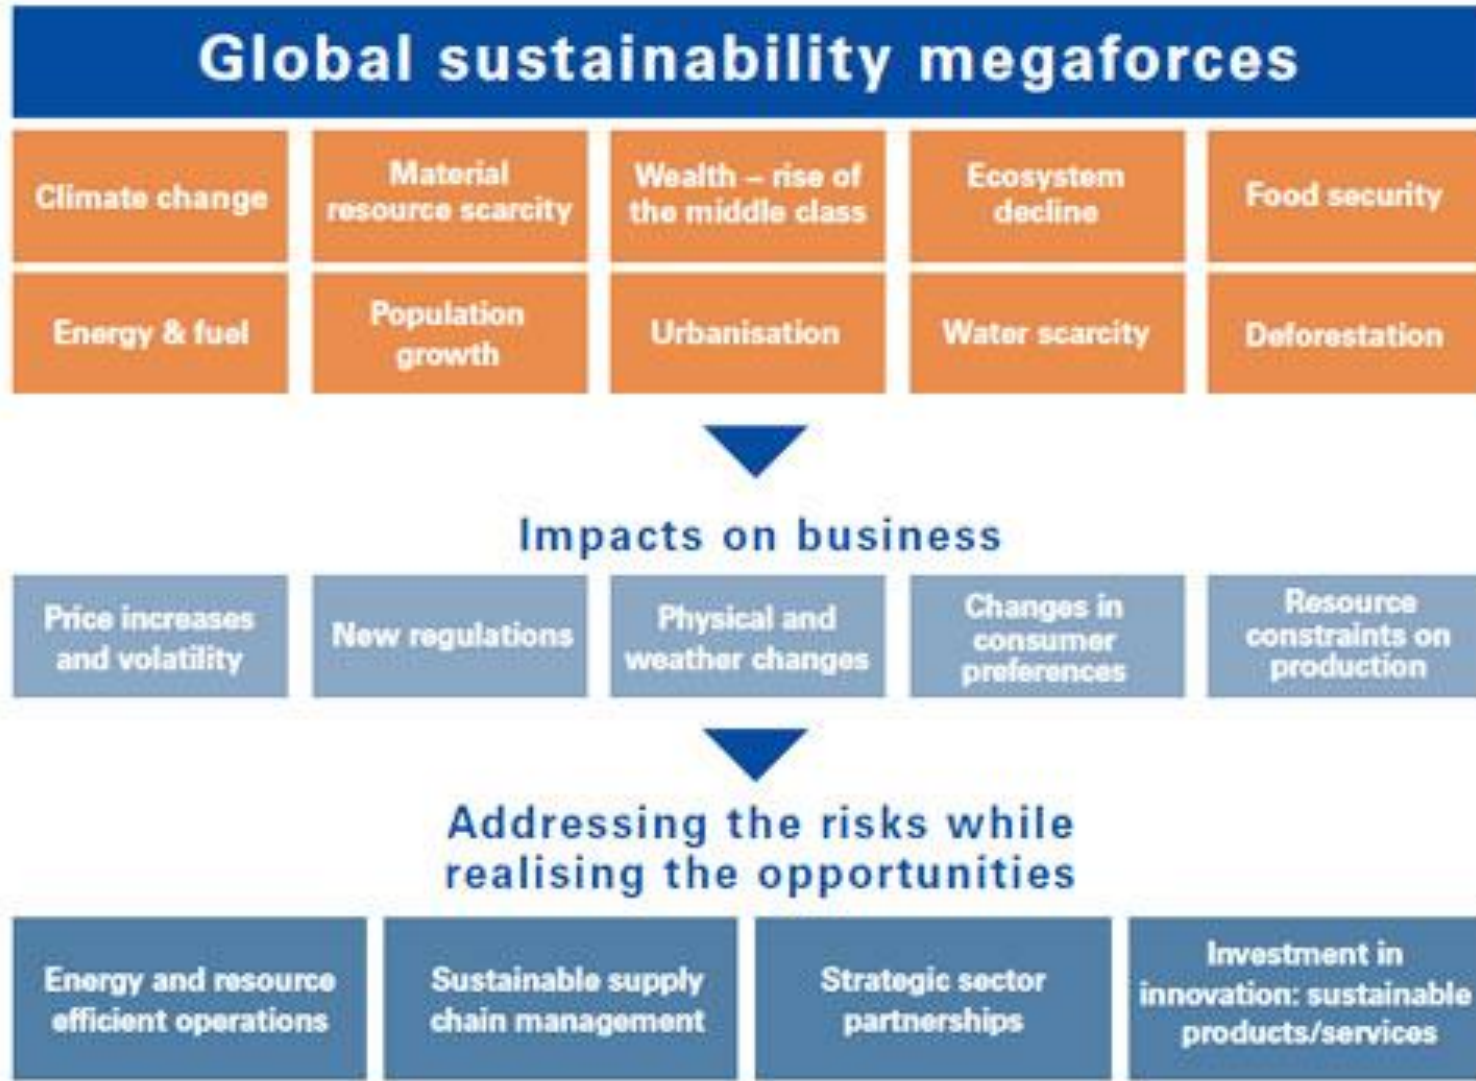 Global sustainability megaforces
Climate change
Material
resource scarcity
Wealth – rise of
the middle class
Ecosystem
decline
Food security
Energy & fuel
Population
growth
Urbanisation
Water scarcity
Deforestation
Impacts on business
Price increases
and volatility
New regulations
Physical and
weather changes
Changes in
consumer
preferences
Resource
constraints on
production
Addressing the risks while
realising the opportunities
Energy and resource
efficient operations
Sustainable supply
chain management
Strategic sector
partnerships
Investment in
innovation: sustainable
products/services